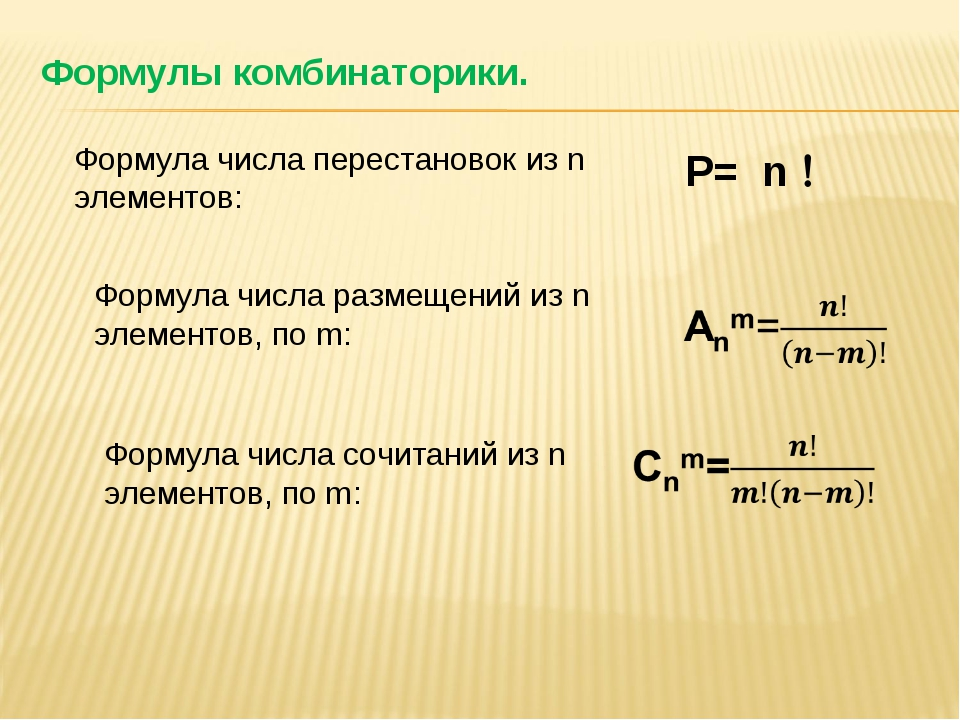 Формулы комбинаторики.
Формула числа перестановок из n
элементов:
P= n !
Формула числа размещений из n
элементов, по m:
Aₙᵐ=n!/(n−m)!
Формула числа сочитаний из n
элементов, по m:
Cₙᵐ=n!/m!(n−m)!